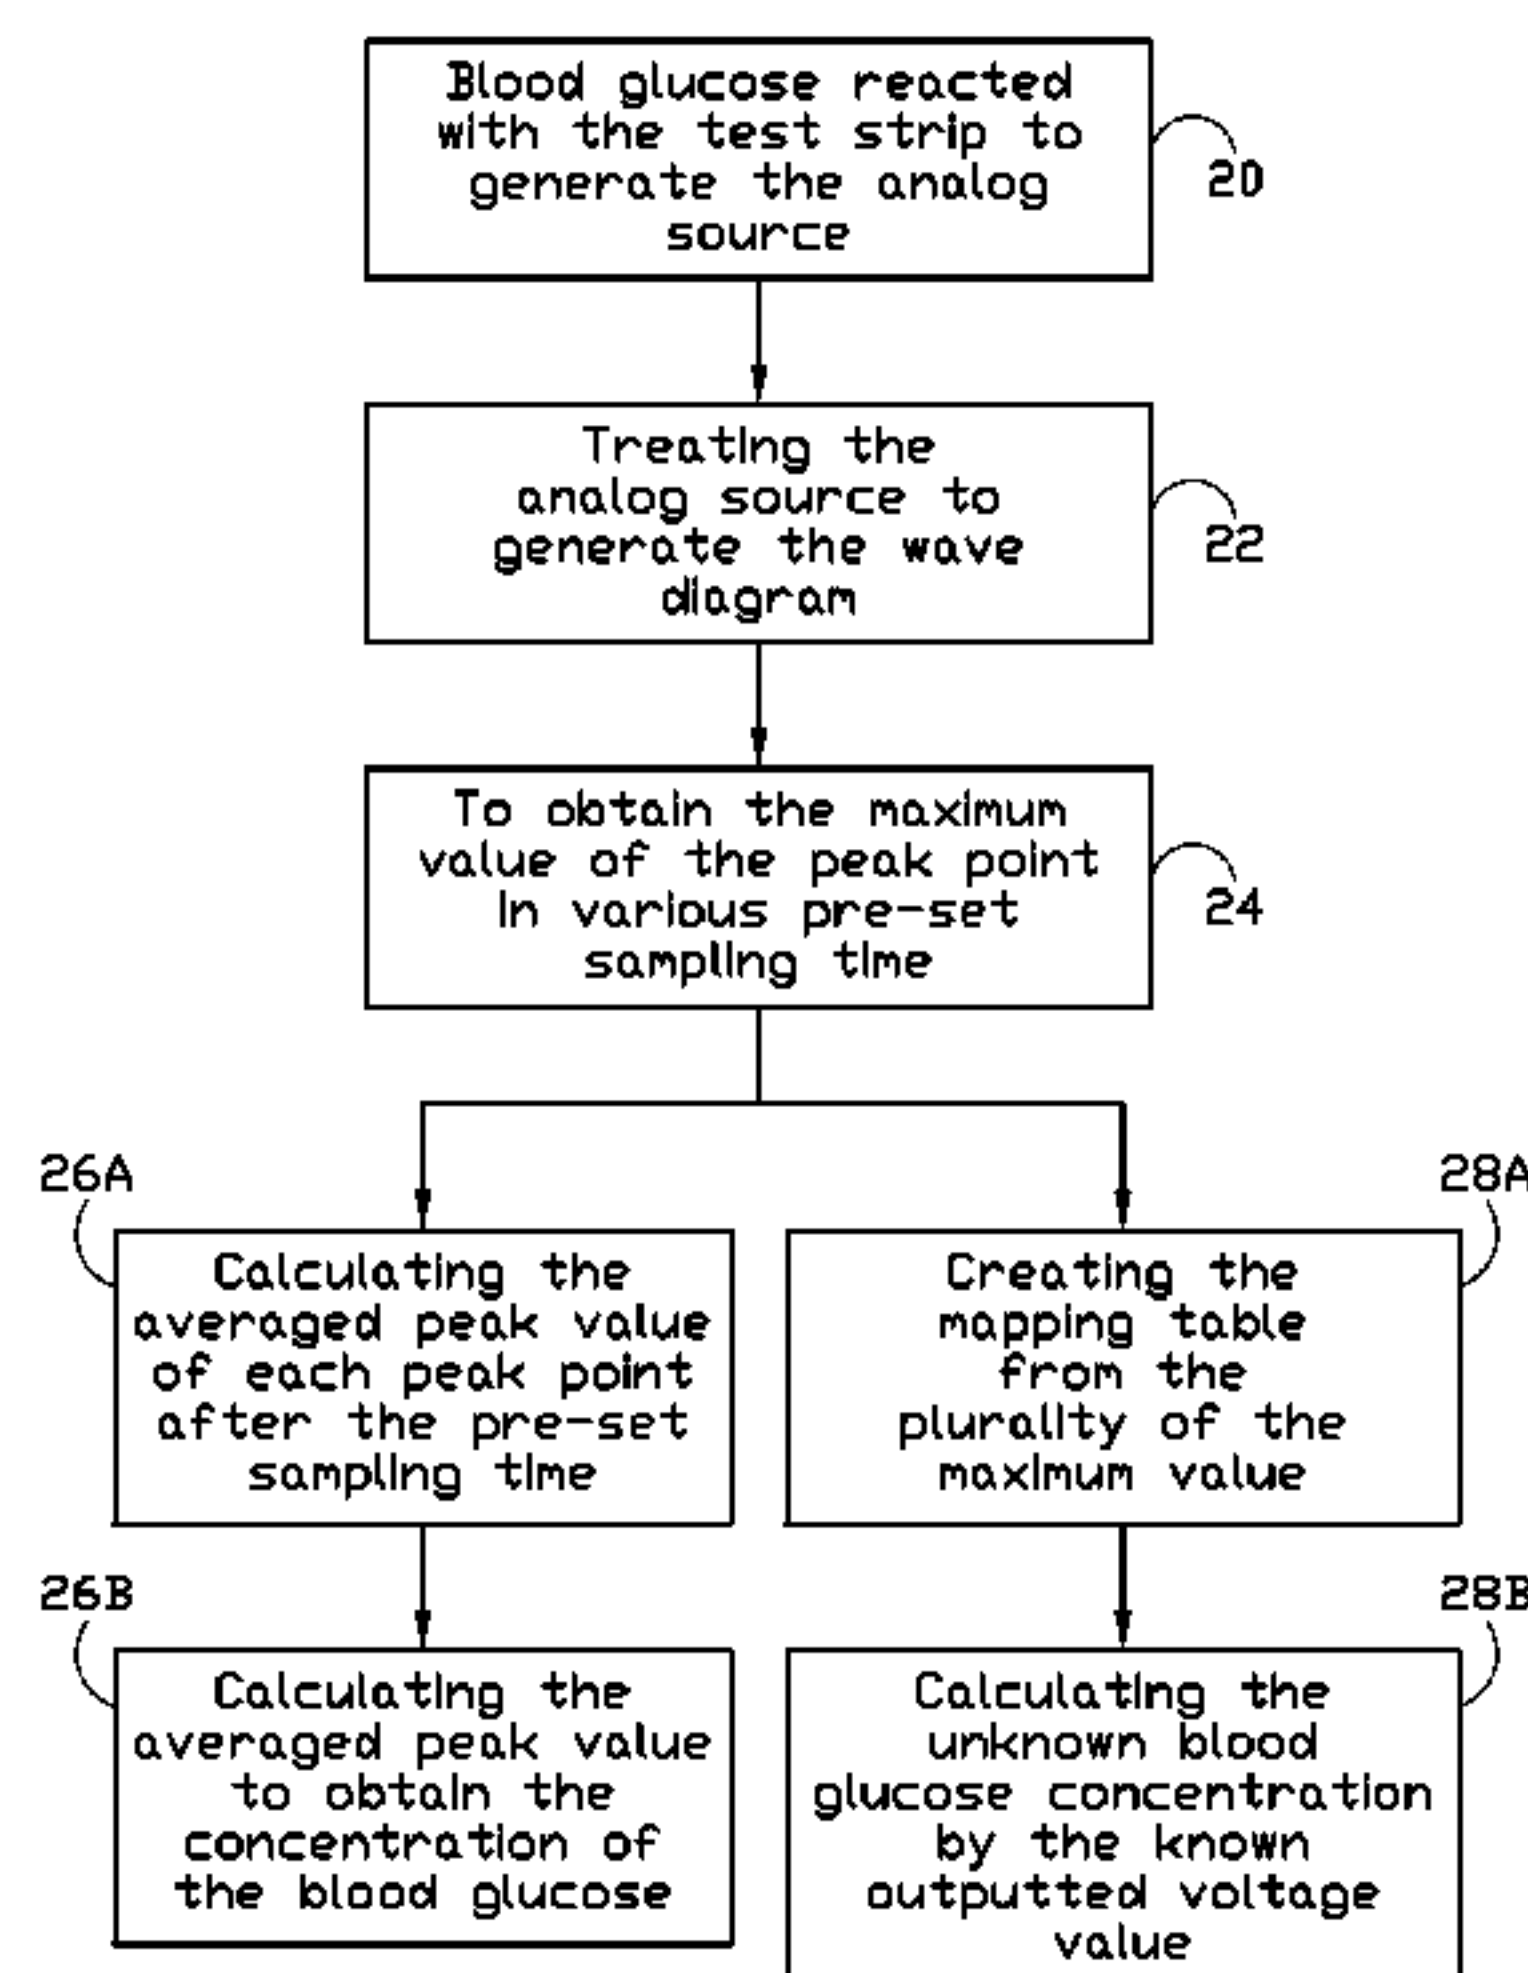 Blood glucose reacted
with the test strip to
generate the analog
source
20
Treating the
analog source to
generate the wave
diagram
22
To obtain the maximum
value of the peak point
in various pre-set
sampling time
24
26A
Calculating the
averaged peak value
of each peak point
after the pre-set
sampling time
28A
Creating the
mapping table
from the
plurality of the
maximum value
26B
Calculating the
averaged peak value
to obtain the
concentration of
the blood glucose
28B
Calculating the
unknown blood
glucose concentration
by the known
outputted voltage
value